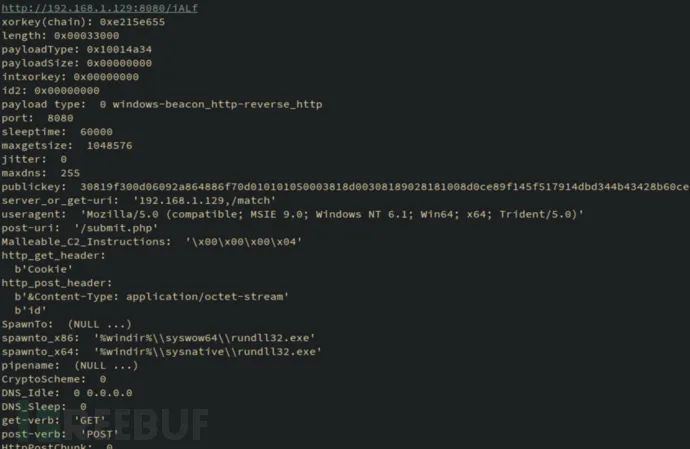 http://192.168.1.129:8080/iALf
xorkey(chain): 0xe215e655
length: 0x00033000
payloadType: 0x10014a34
payloadSize: 0x00000000
intxorkey: 0x00000000
id2: 0x00000000
payload type:  0 windows-beacon_http-reverse_http
port:  8080
sleeptime:  60000
maxgetsize:  1048576
jitter:  0
maxdns:  255
publickey:  30819f300d06092a864886f70d010101050003818d00308189028181008d0ce89f145f517914dbd344b43428b60ce
server_or_get-uri:  '192.168.1.129,/match'
useragent:  'Mozilla/5.0 (compatible; MSIE 9.0; Windows NT 6.1; Win64; x64; Trident/5.0)'
post-uri:  '/submit.php'
Malleable_C2_Instructions:  '\x00\x00\x00\x04'
http_get_header:
  b'Cookie'
http_post_header:
  b'&Content-Type: application/octet-stream'
  b'id'
SpawnTo:  (NULL ...)
spawnto_x86:  '%windir%\\syswow64\\rundll32.exe'
spawnto_x64:  '%windir%\\sysnative\\rundll32.exe'
pipename:  (NULL ...)
CryptoScheme:  0
DNS_Idle:  0 0.0.0.0
DNS_Sleep:  0
get-verb:  'GET'
post-verb:  'POST'
HttpPostChunk:  0
FREEBUF